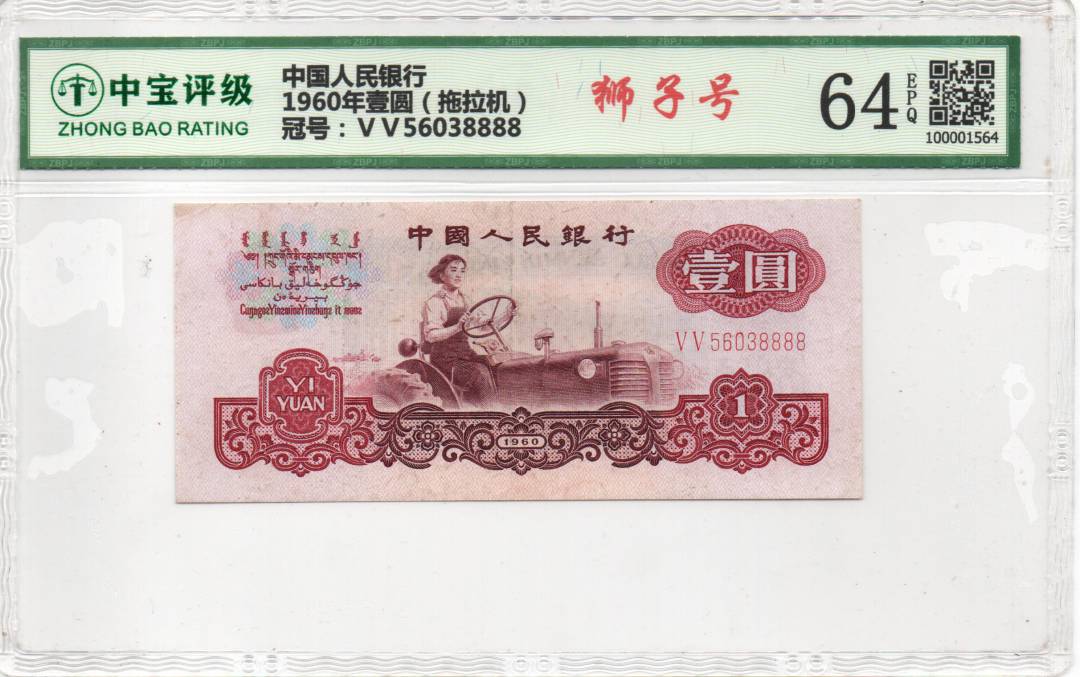 中宝评级
ZHONG BAO RATING
中国人民银行
1960年壹圆（拖拉机）
冠号：VV56038888
狮子号
64
EPQ
100001564
中國人民銀行
壹圓
VV56038888
YI
YUAN
1
1960